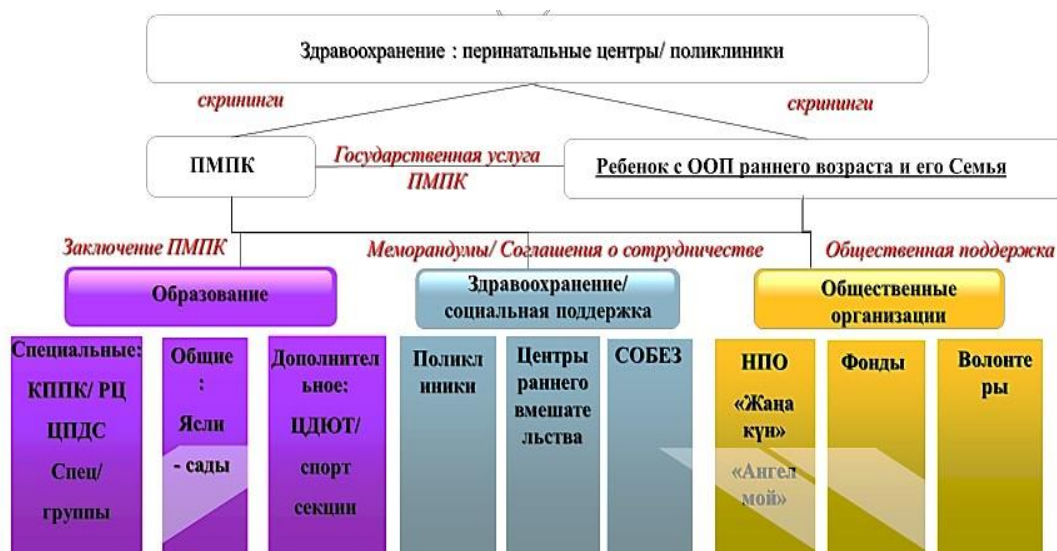 Здравоохранение : перинатальные центры/ поликлиники
скрининги
скрининги
ПМПК
Государственная услуга
ПМПК
Ребенок с ООП раннего возраста и его Семья
Заключение ПМПК
Меморандумы/ Соглашения о сотрудничестве
Общественная поддержка
Образование
Здравоохранение/
социальная поддержка
Общественные
организации
Специальные:
КППК/ РЦ
ЦПДС
Спец/
группы
Общие
:
Ясли
- сады
Дополнител
ьное:
ЦДЮТ/
спорт
секции
Поликл
иники
Центры
раннего
вмешате
льства
СОБЕЗ
НПО
«Жаңа
күн»
«Ангел
мой»
Фонды
Волонте
ры